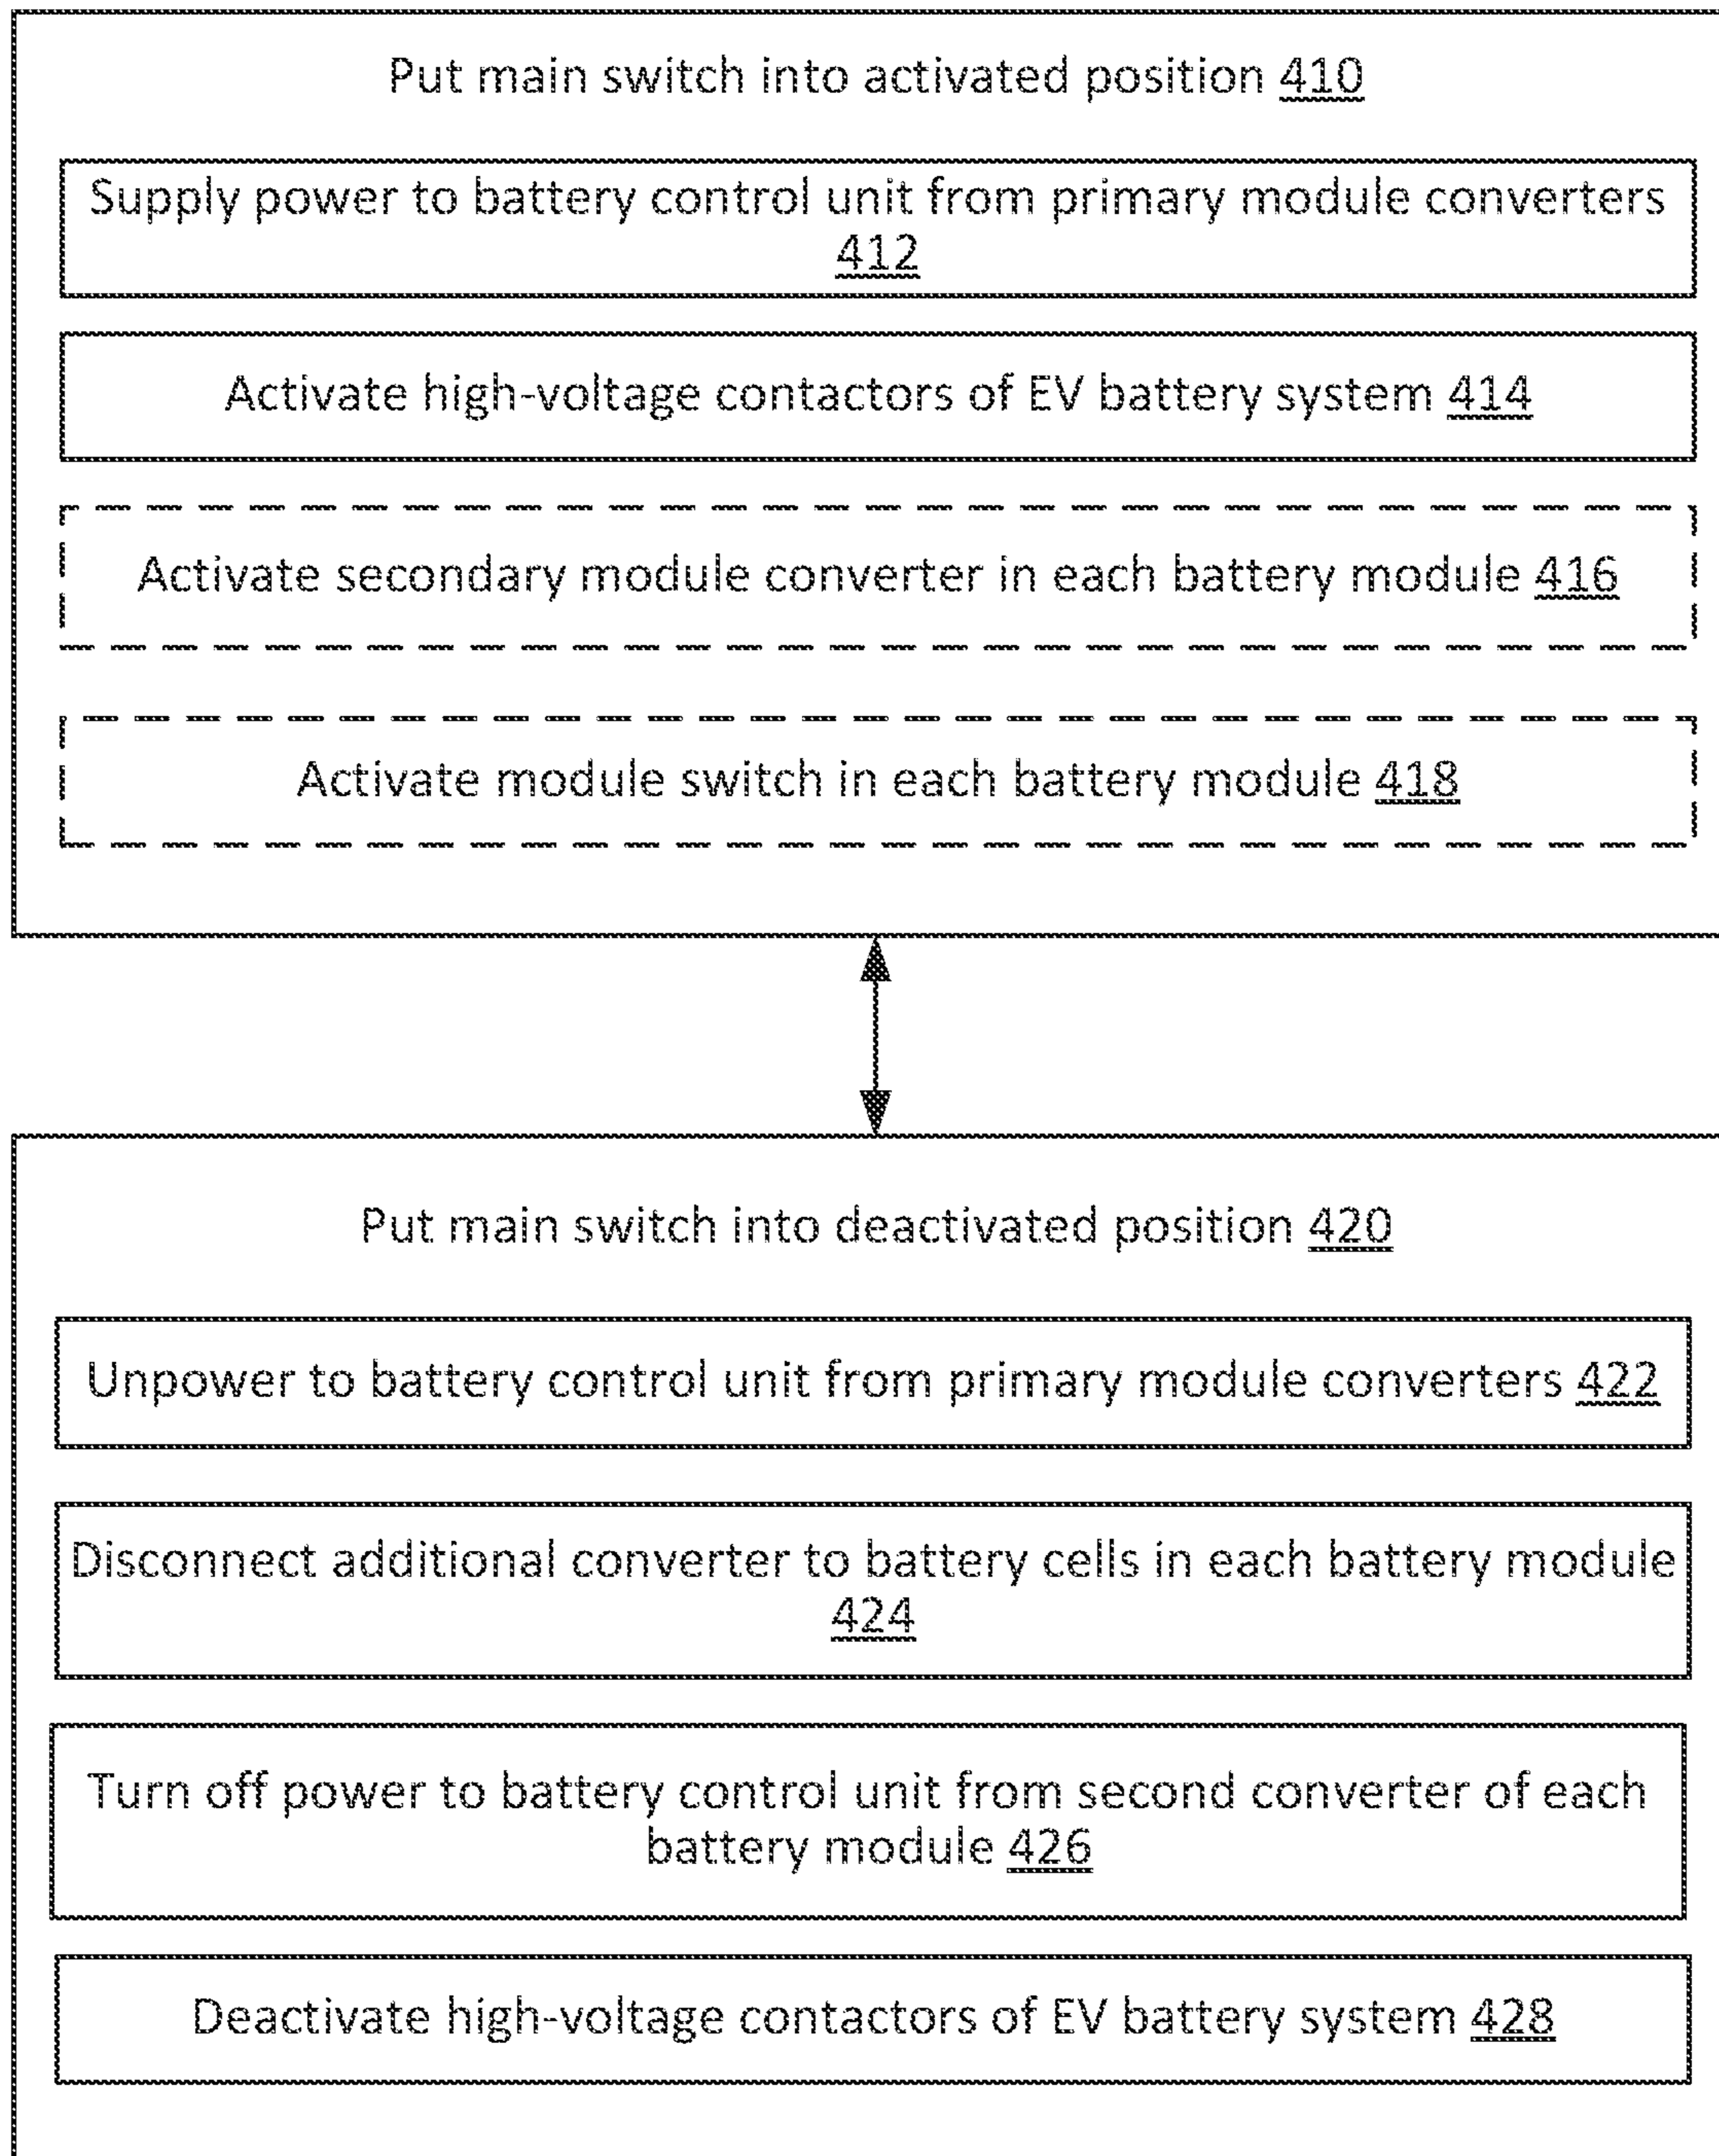 Put main switch into activated position 410
Supply power to battery control unit from primary module converters
412
Activate high-voltage contactors of EV battery system 414
Activate secondary module converter in each battery module 416
Activate module switch in each battery module 418
Put main switch into deactivated position 420
Unpower to battery control unit from primary module converters 422
Disconnect additional converter to battery cells in each battery module
424
Turn off power to battery control unit from second converter of each
battery module 426
Deactivate high-voltage contactors of EV battery system 428